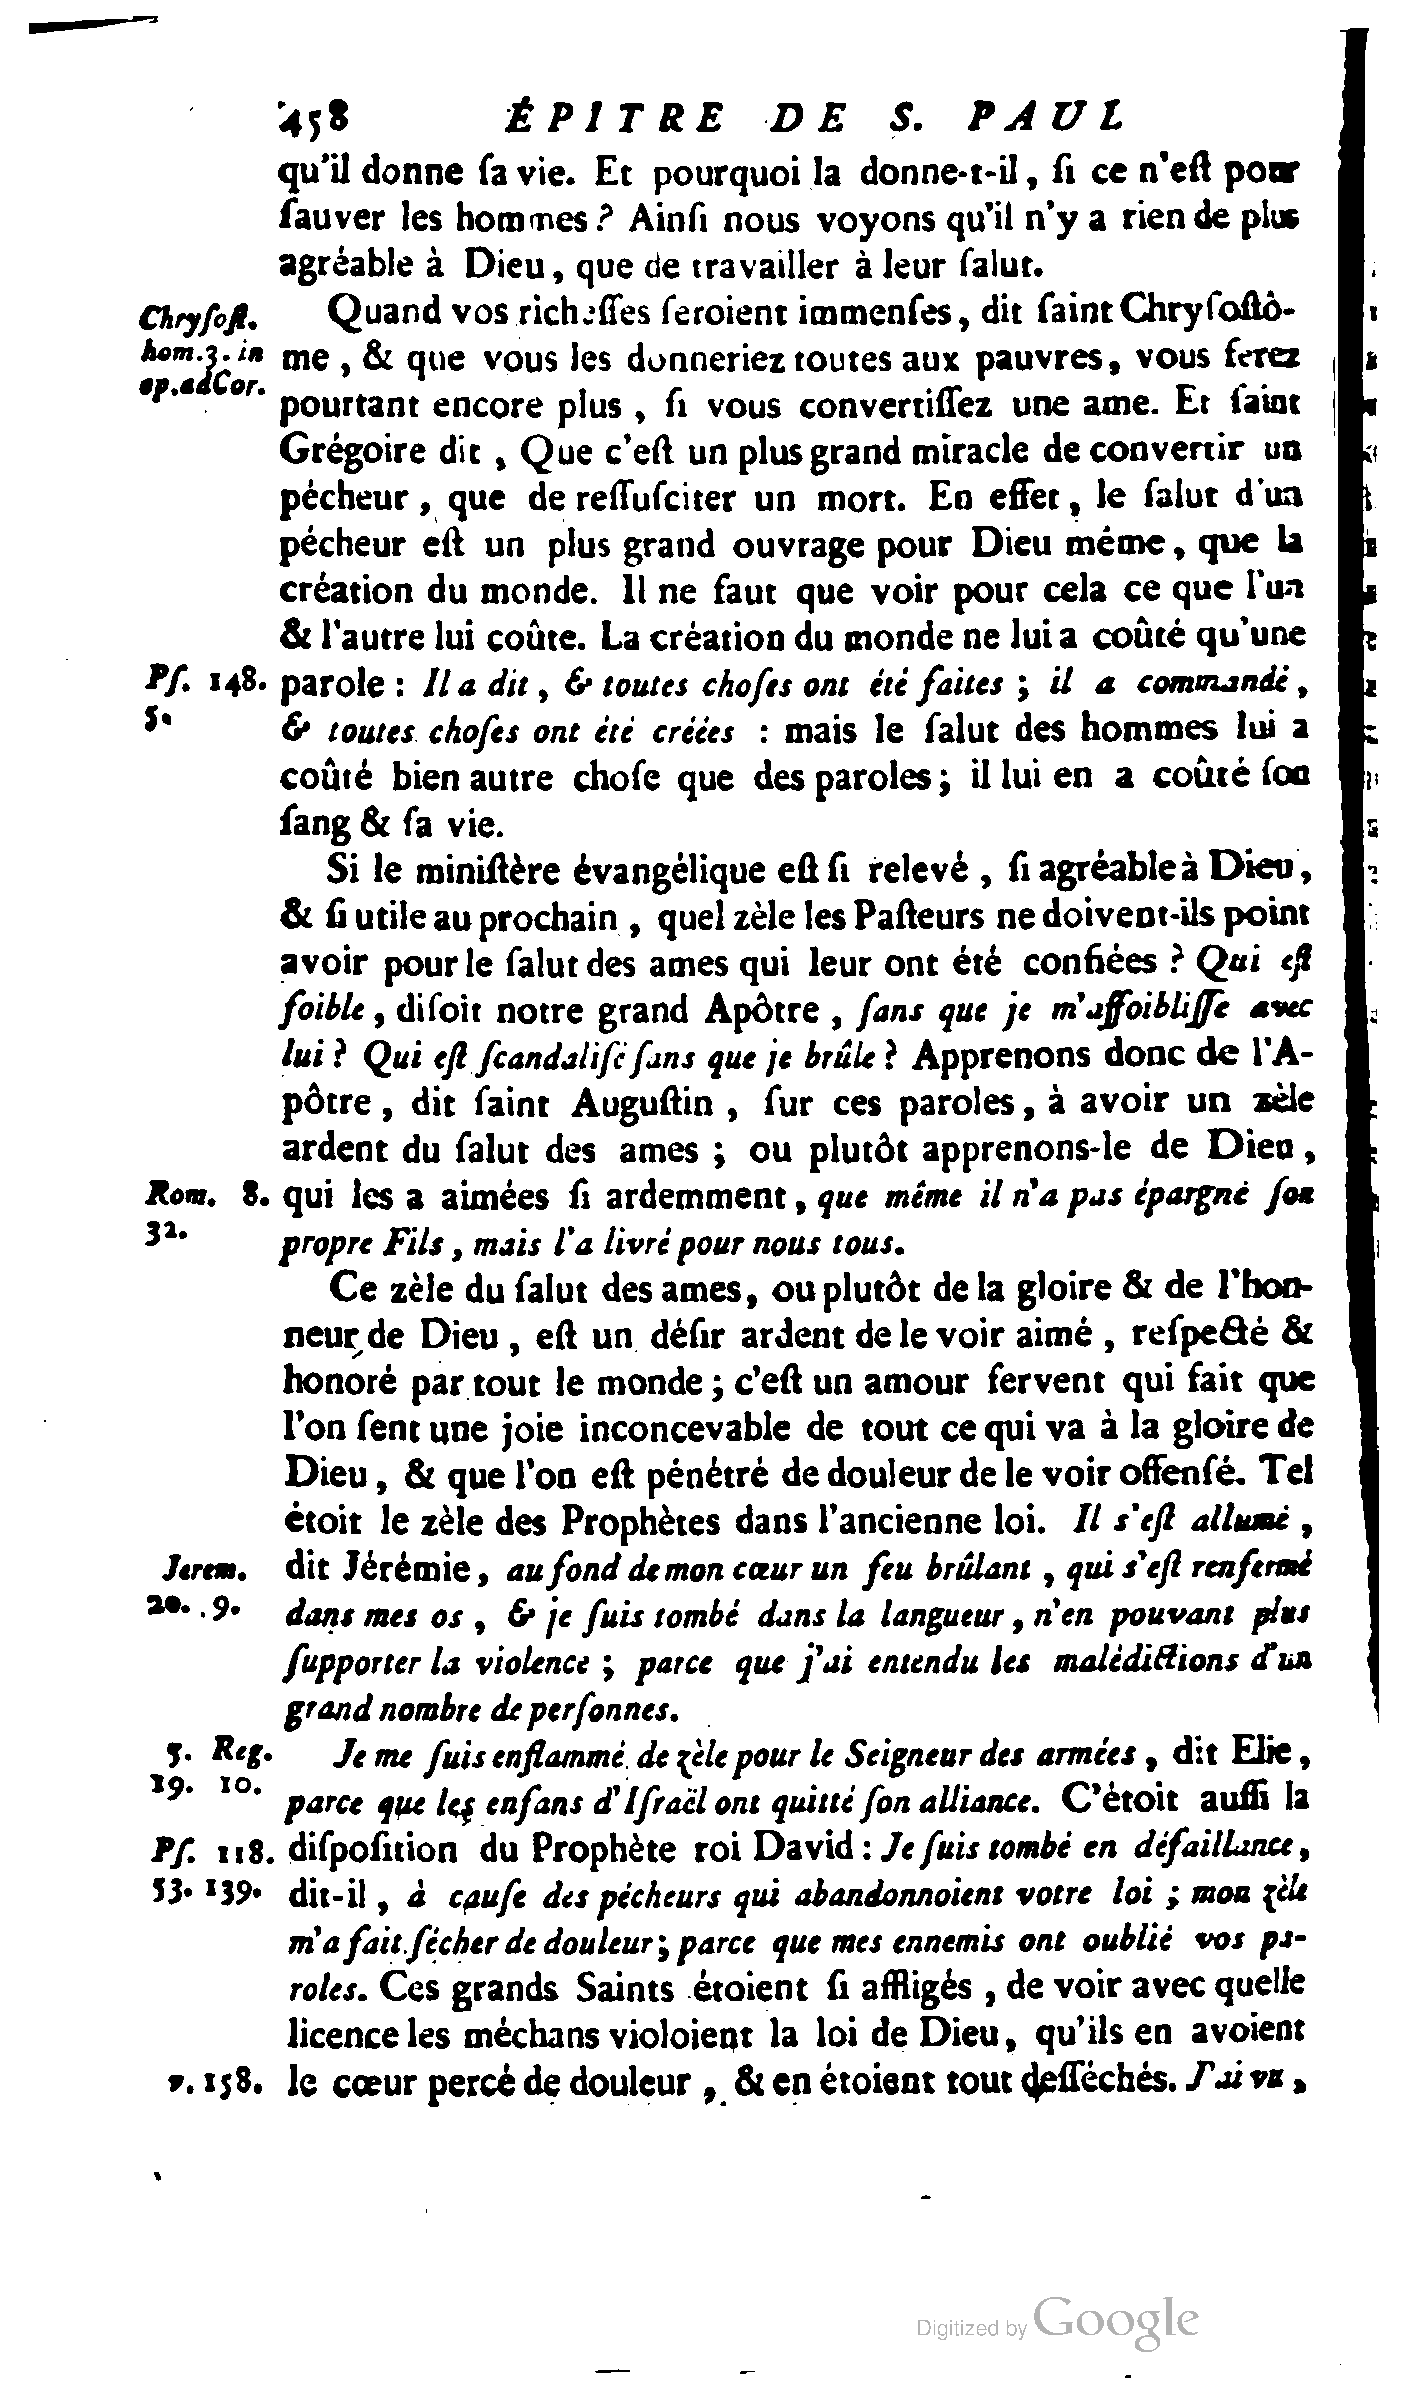 458 ÉPITRE DE S. PAUL
qu'il donne ſa vie. Et pourquoi la donne-t-il, ſi ce n'eſt pour
ſauver les hommes? Ainſi nous voyons qu'il n'y a rien de plus
agréable à Dieu, que de travailler à leur ſalut.
Chryſoſt. Quand vos richeſſes ſeroient immenſes, dit ſaint Chryſoſtô-
hom. 3. in me, & que vous les donneriez toutes aux pauvres, vous ferez
ep. ad Cor. pourtant encore plus, ſi vous convertiſſez une ame. Et ſaint
Grégoire dit, Que c'eſt un plus grand miracle de convertir un
pécheur, que de reſſuſciter un mort. En effet, le ſalut d'un
pécheur eſt un plus grand ouvrage pour Dieu même, que la
création du monde. Il ne faut que voir pour cela ce que l'un
& l'autre lui coûte. La création du monde ne lui a coûté qu'une
Pſ. 148. parole : Il a dit, & toutes choſes ont été faites ; il a commandé,
5. & toutes choſes ont été créées : mais le ſalut des hommes lui a
coûté bien autre choſe que des paroles; il lui en a coûté ſon
ſang & ſa vie.
Si le miniſtère évangélique eſt ſi relevé, ſi agréable à Dieu,
& ſi utile au prochain, quel zèle les Paſteurs ne doivent-ils point
avoir pour le ſalut des ames qui leur ont été confiées ? Qui eſt
foible, diſoit notre grand Apôtre, ſans que je m'affoibliſſe avec
lui ? Qui eſt ſcandaliſé ſans que je brûle ? Apprenons donc de l'A-
pôtre, dit ſaint Auguſtin, ſur ces paroles, à avoir un zèle
ardent du ſalut des ames ; ou plutôt apprenons-le de Dieu,
Rom. 8. qui les a aimées ſi ardemment, que même il n'a pas épargné ſon
32. propre Fils, mais l'a livré pour nous tous.
Ce zèle du ſalut des ames, ou plutôt de la gloire & de l'hon-
neur de Dieu, eſt un déſir ardent de le voir aimé, reſpecté &
honoré par tout le monde ; c'eſt un amour fervent qui fait que
l'on ſent une joie inconcevable de tout ce qui va à la gloire de
Dieu, & que l'on eſt pénétré de douleur de le voir offenſé. Tel
étoit le zèle des Prophètes dans l'ancienne loi. Il s'eſt allumé,
Jerem. dit Jérémie, au fond de mon cœur un feu brûlant, qui s'eſt renfermé
20. 9. dans mes os, & je ſuis tombé dans la langueur, n'en pouvant plus
ſupporter la violence ; parce que j'ai entendu les malédictions d'un
grand nombre de perſonnes.
3. Reg. Je me ſuis enflammé de zèle pour le Seigneur des armées, dit Elie,
19. 10. parce que les enfans d'Iſraël ont quitté ſon alliance. C'étoit auſſi la
Pſ. 118. diſpoſition du Prophète roi David : Je ſuis tombé en défaillance,
53. 139. dit-il, à cauſe des pécheurs qui abandonnoient votre loi ; mon zèle
m'a fait ſécher de douleur; parce que mes ennemis ont oublié vos pa-
roles. Ces grands Saints étoient ſi affligés, de voir avec quelle
licence les méchans violoient la loi de Dieu, qu'ils en avoient
v. 158. le cœur percé de douleur, & en étoient tout deſſéchés. J'ai vu,
Digitized by Google